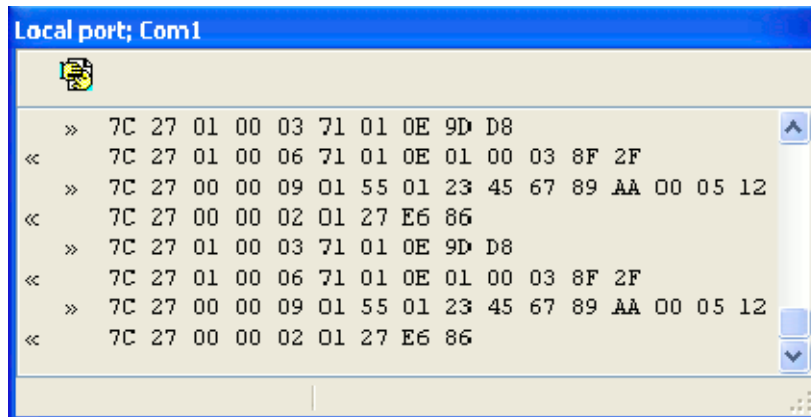 Local port; Com1
» 7C 27 01 00 03 71 01 0E 9D D8
« 7C 27 01 00 06 71 01 0E 01 00 03 8F 2F
» 7C 27 00 00 09 01 55 01 23 45 67 89 AA 00 05 12
« 7C 27 00 00 02 01 27 E6 86
» 7C 27 01 00 03 71 01 0E 9D D8
« 7C 27 01 00 06 71 01 0E 01 00 03 8F 2F
» 7C 27 00 00 09 01 55 01 23 45 67 89 AA 00 05 12
« 7C 27 00 00 02 01 27 E6 86